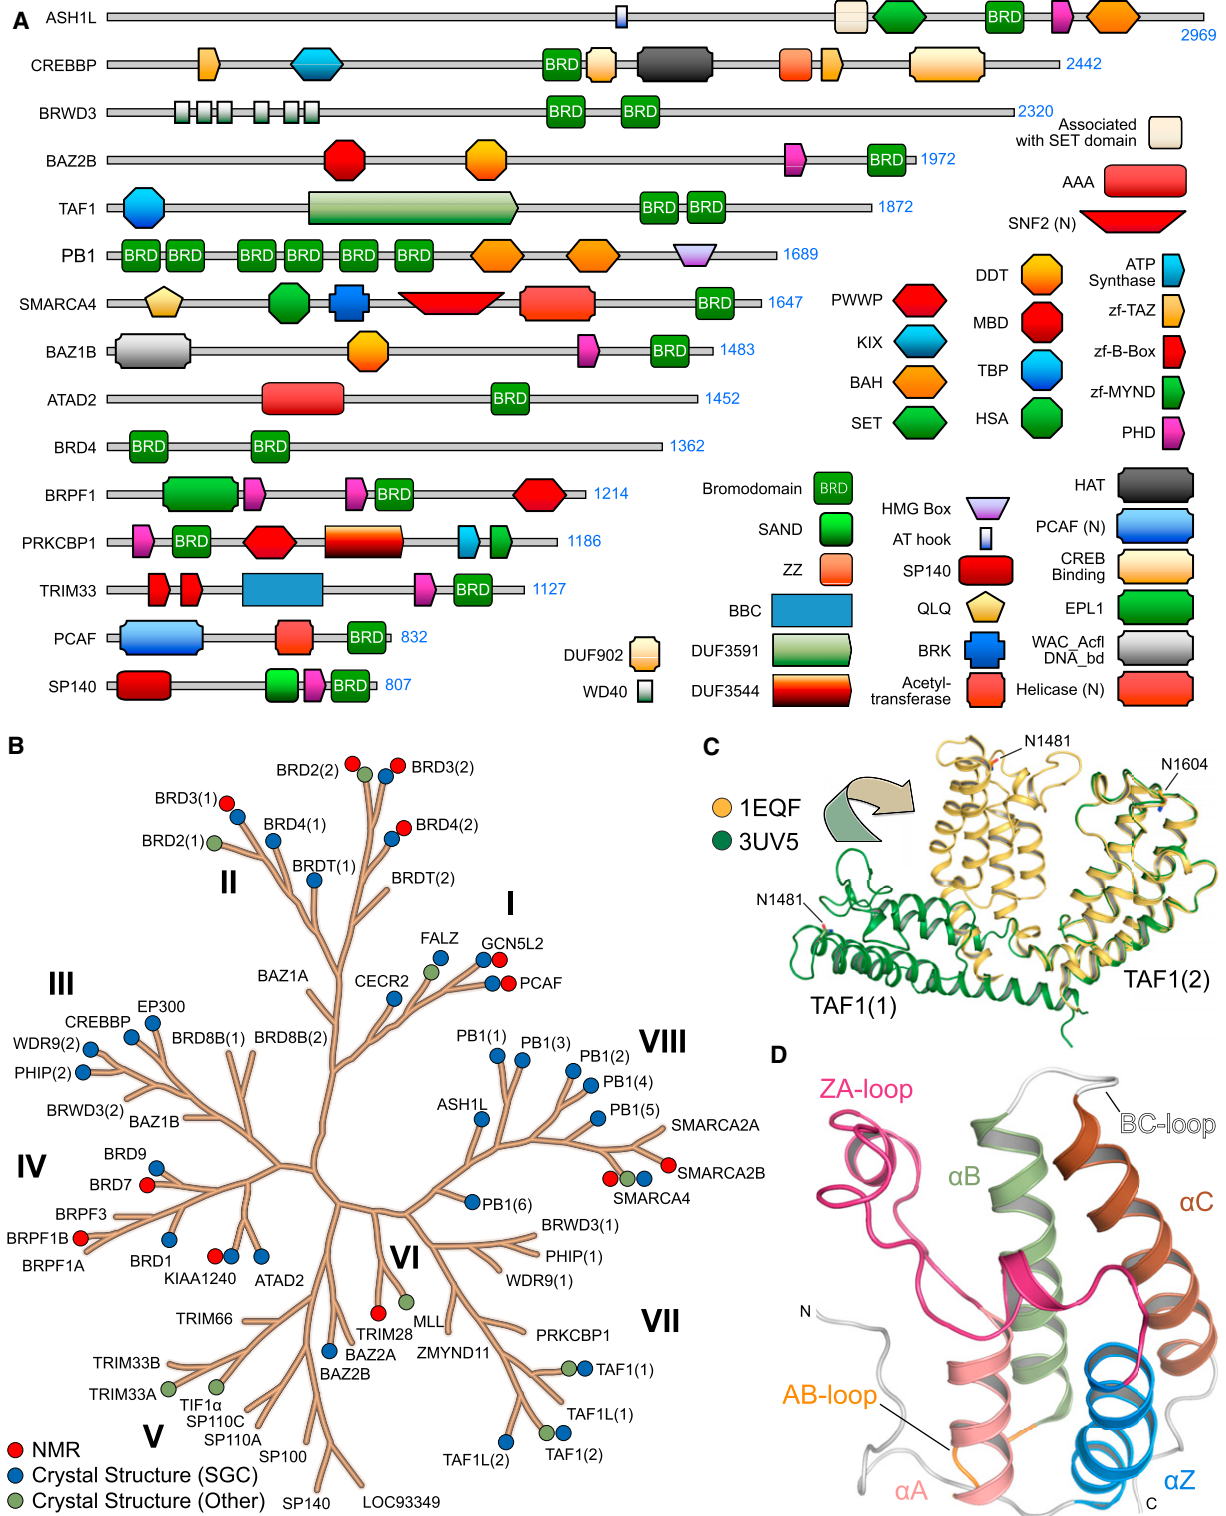 A
ASH1L BRD 2969
CREBBP BRD 2442
BRWD3 BRD BRD 2320
BAZ2B BRD 1972
TAF1 BRD BRD 1872
PB1 BRD BRD BRD BRD BRD BRD 1689
SMARCA4 BRD 1647
BAZ1B BRD 1483
ATAD2 BRD 1452
BRD4 BRD BRD 1362
BRPF1 BRD 1214
PRKCBP1 BRD 1186
TRIM33 BRD 1127
PCAF BRD 832
SP140 BRD 807
Associated
with SET domain
AAA
SNF2 (N)
PWWP
KIX
BAH
SET
DDT
MBD
TBP
HSA
ATP
Synthase
zf-TAZ
zf-B-Box
zf-MYND
PHD
Bromodomain BRD
SAND
ZZ
BBC
DUF3591
DUF3544
DUF902
WD40
HMG Box
AT hook
SP140
QLQ
BRK
Acetyl-
transferase
HAT
PCAF (N)
CREB
Binding
EPL1
WAC_Acfl
DNA_bd
Helicase (N)
B
BRD2(2)
BRD3(2)
BRD3(1)
BRD4(1)
BRD4(2)
BRD2(1)
BRDT(1)
BRDT(2)
II
I
FALZ
GCN5L2
CECR2
PCAF
BAZ1A
III
EP300
CREBBP
WDR9(2)
BRD8B(1)
BRD8B(2)
PHIP(2)
BRWD3(2)
BAZ1B
VIII
PB1(1)
PB1(3)
PB1(2)
PB1(4)
PB1(5)
ASH1L
SMARCA2A
SMARCA2B
SMARCA4
PB1(6)
IV
BRD9
BRD7
BRPF3
BRPF1B
BRPF1A
BRD1
KIAA1240
ATAD2
BRWD3(1)
PHIP(1)
WDR9(1)
VI
TRIM28
MLL
ZMYND11
VII
PRKCBP1
TAF1(1)
TAF1L(1)
TAF1(2)
TAF1L(2)
TRIM66
TRIM33B
TRIM33A
TIF1α
SP110C
SP110A
SP100
SP140
LOC93349
BAZ2A
BAZ2B
V
NMR
Crystal Structure (SGC)
Crystal Structure (Other)
C
1EQF
3UV5
N1481
N1604
N1481
TAF1(1)
TAF1(2)
D
ZA-loop
BC-loop
αB
αC
N
AB-loop
αA
αZ
C